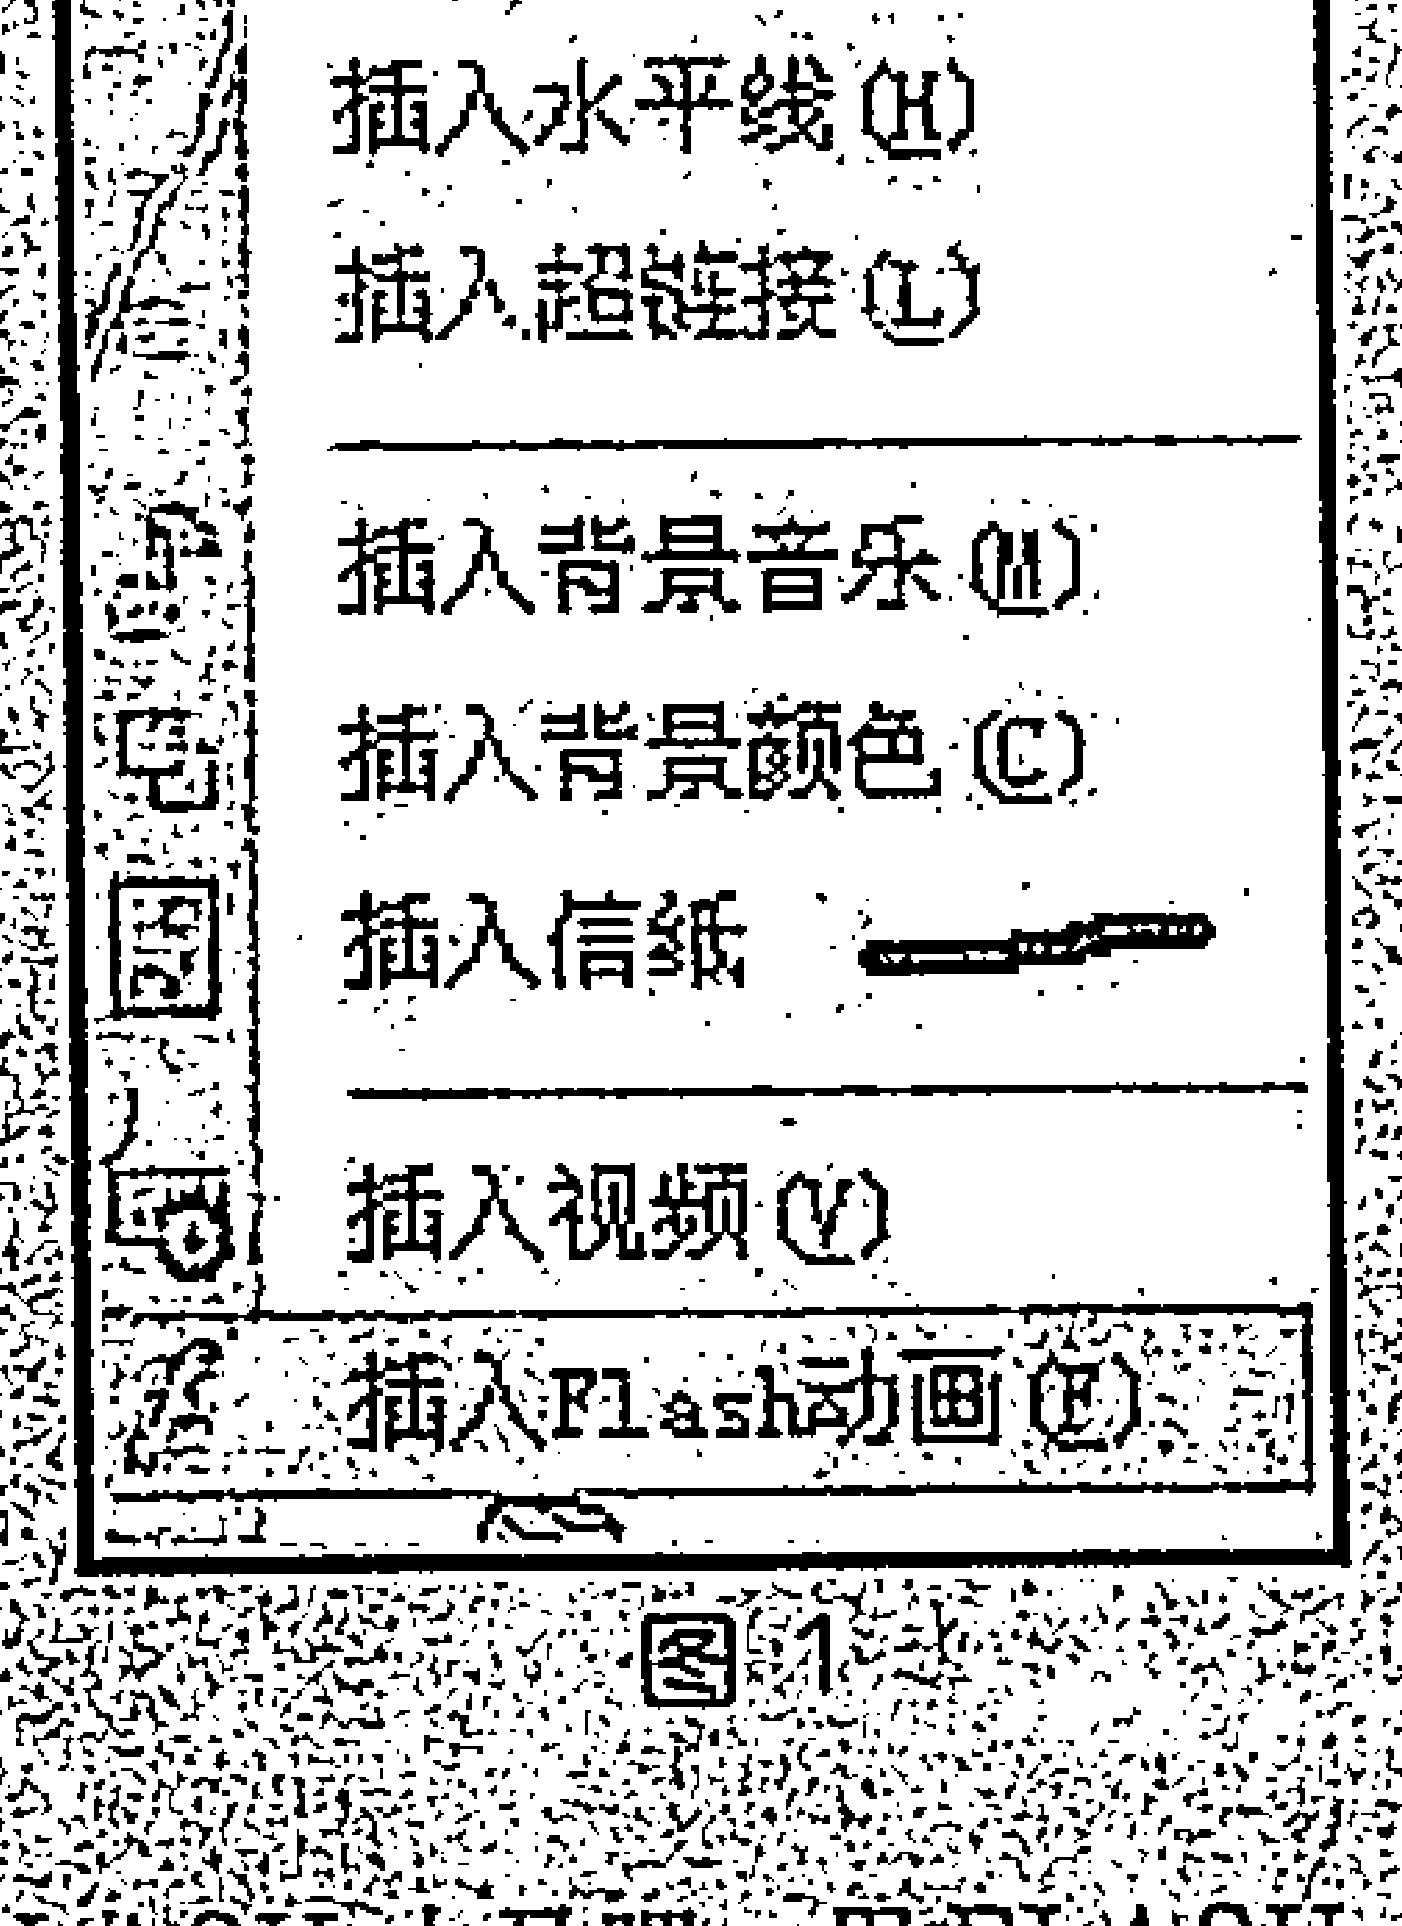 插入水平线(H)
插入超链接(L)
插入背景音乐(M)
插入背景颜色(C)
插入信纸
插入视频(V)
插入Flash动画(F)
图 1